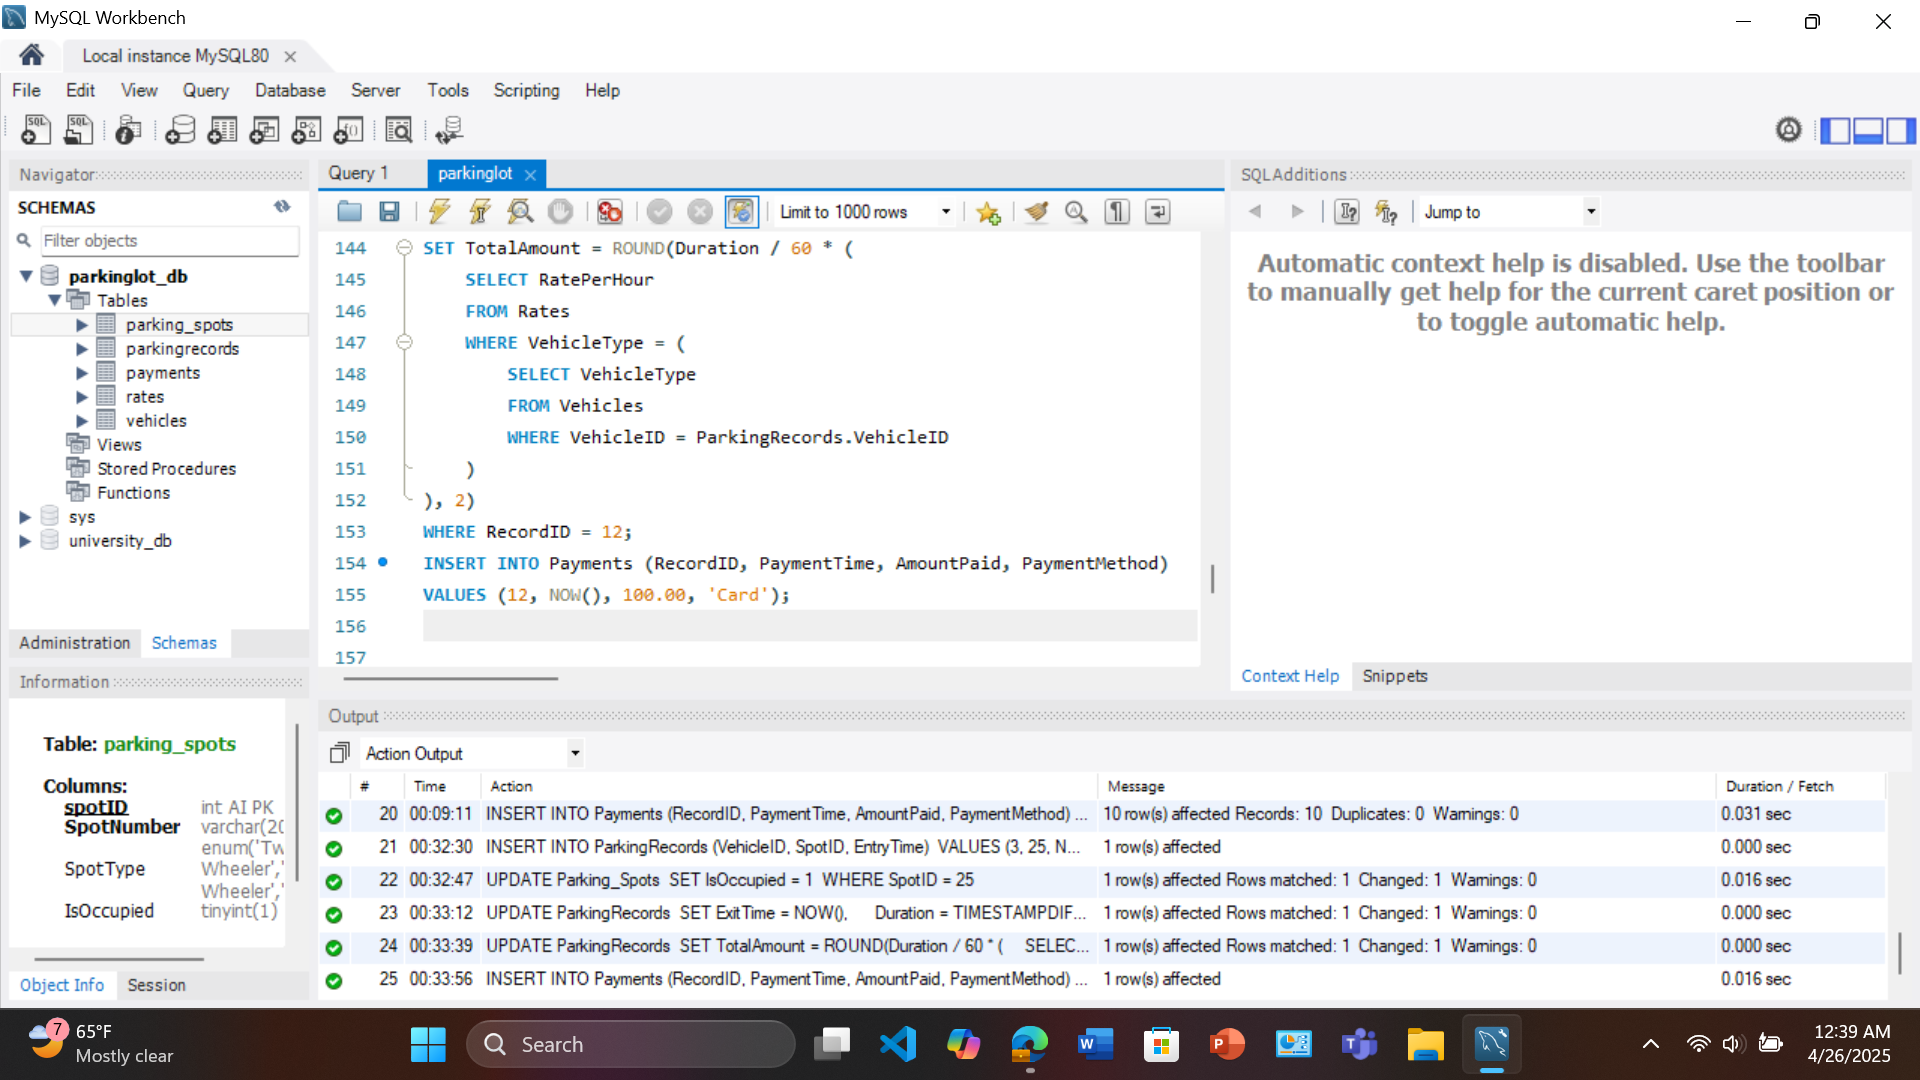 MySQL Workbench
Local instance MySQL80
File Edit View Query Database Server Tools Scripting Help
Navigator
SCHEMAS
Filter objects
parkinglot_db
Tables
parking_spots
parkingrecords
payments
rates
vehicles
Views
Stored Procedures
Functions
sys
university_db
Administration Schemas
Information
Table: parking_spots
Columns:
spotID int AI PK
SpotNumber varchar(20
SpotType enum('Tw
Wheeler','
Wheeler','
IsOccupied tinyint(1)
Object Info Session
Query 1 parkinglot
Limit to 1000 rows
144 SET TotalAmount = ROUND(Duration / 60 * (
145 SELECT RatePerHour
146 FROM Rates
147 WHERE VehicleType = (
148 SELECT VehicleType
149 FROM Vehicles
150 WHERE VehicleID = ParkingRecords.VehicleID
151 )
152 ), 2)
153 WHERE RecordID = 12;
154 INSERT INTO Payments (RecordID, PaymentTime, AmountPaid, PaymentMethod)
155 VALUES (12, NOW(), 100.00, 'Card');
156
157
SQLAdditions
Jump to
Automatic context help is disabled. Use the toolbar
to manually get help for the current caret position or
to toggle automatic help.
Context Help Snippets
Output
Action Output
# Time Action Message Duration / Fetch
20 00:09:11 INSERT INTO Payments (RecordID, PaymentTime, AmountPaid, PaymentMethod) ... 10 row(s) affected Records: 10 Duplicates: 0 Warnings: 0 0.031 sec
21 00:32:30 INSERT INTO ParkingRecords (VehicleID, SpotID, EntryTime) VALUES (3, 25, N... 1 row(s) affected 0.000 sec
22 00:32:47 UPDATE Parking_Spots SET IsOccupied = 1 WHERE SpotID = 25 1 row(s) affected Rows matched: 1 Changed: 1 Warnings: 0 0.016 sec
23 00:33:12 UPDATE ParkingRecords SET ExitTime = NOW(), Duration = TIMESTAMPDIF... 1 row(s) affected Rows matched: 1 Changed: 1 Warnings: 0 0.000 sec
24 00:33:39 UPDATE ParkingRecords SET TotalAmount = ROUND(Duration / 60 * ( SELEC... 1 row(s) affected Rows matched: 1 Changed: 1 Warnings: 0 0.000 sec
25 00:33:56 INSERT INTO Payments (RecordID, PaymentTime, AmountPaid, PaymentMethod) ... 1 row(s) affected 0.016 sec
7
65°F
Mostly clear
Search
12:39 AM
4/26/2025